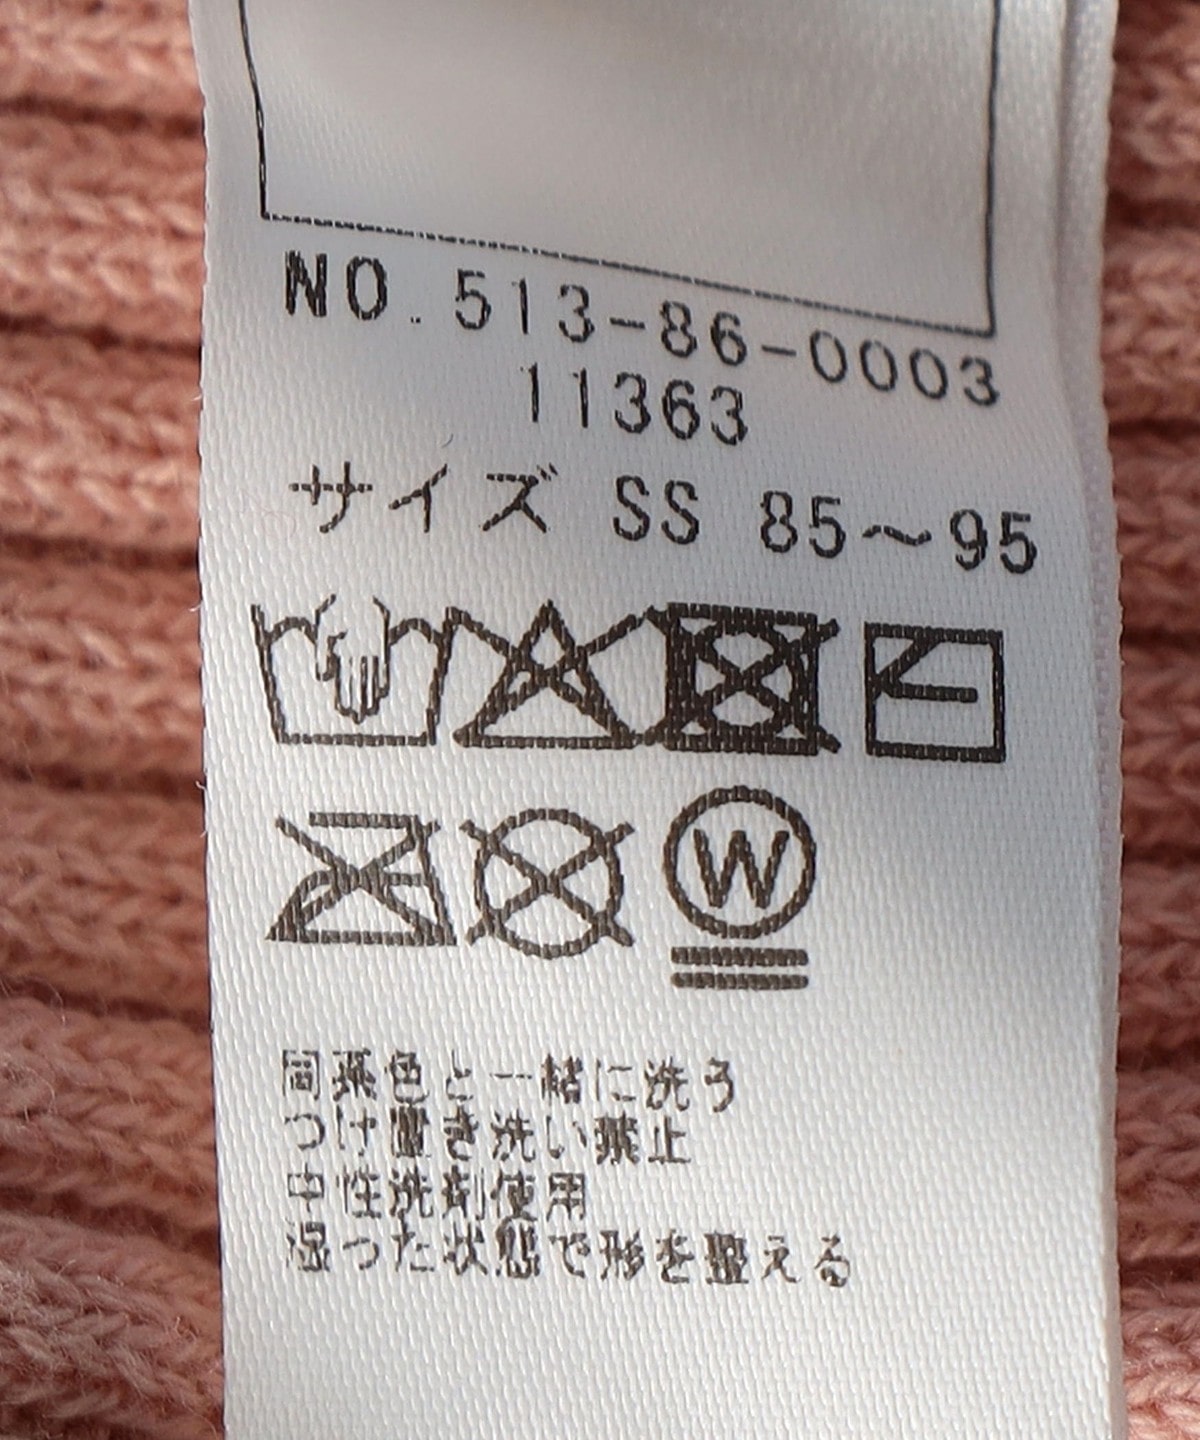 NO. 513-86-0003
11363
サイズ SS 85～95
W
同系色と一緒に洗う
つけ置き洗い禁止
中性洗剤使用
湿った状態で形を整える